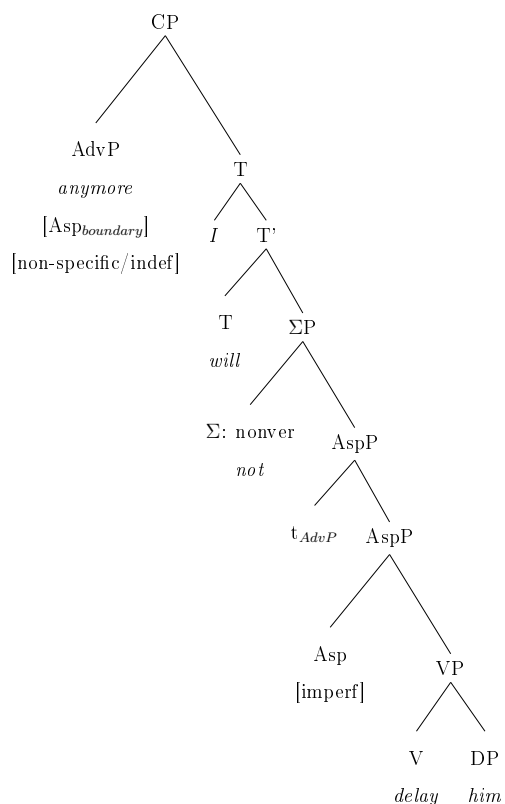 CP
AdvP
anymore
[Asp_boundary]
[non-specific/indef]
T
I T'
T
will
ΣP
Σ: nonver
not
AspP
t_AdvP AspP
Asp
[imperf]
VP
V DP
delay him